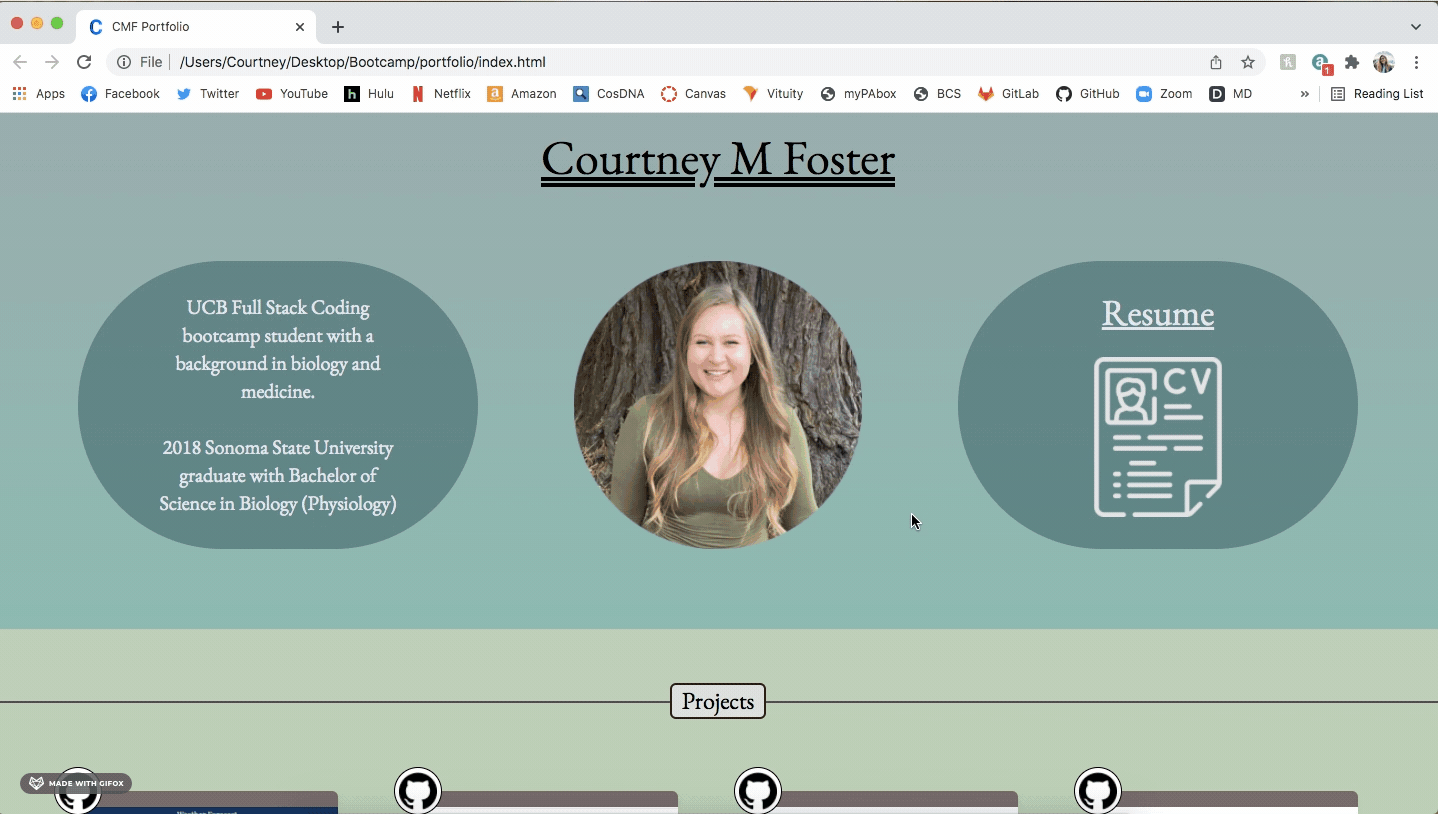 CMF Portfolio
File
/Users/Courtney/Desktop/Bootcamp/portfolio/index.html
1
Apps
Facebook
Twitter
YouTube
Hulu
Netflix
Amazon
CosDNA
Canvas
Vituity
myPAbox
BCS
GitLab
GitHub
Zoom
MD
»
Reading List
Courtney M Foster
UCB Full Stack Coding
bootcamp student with a
background in biology and
medicine.
2018 Sonoma State University
graduate with Bachelor of
Science in Biology (Physiology)
Resume
CV
Projects
MADE WITH GIFOX